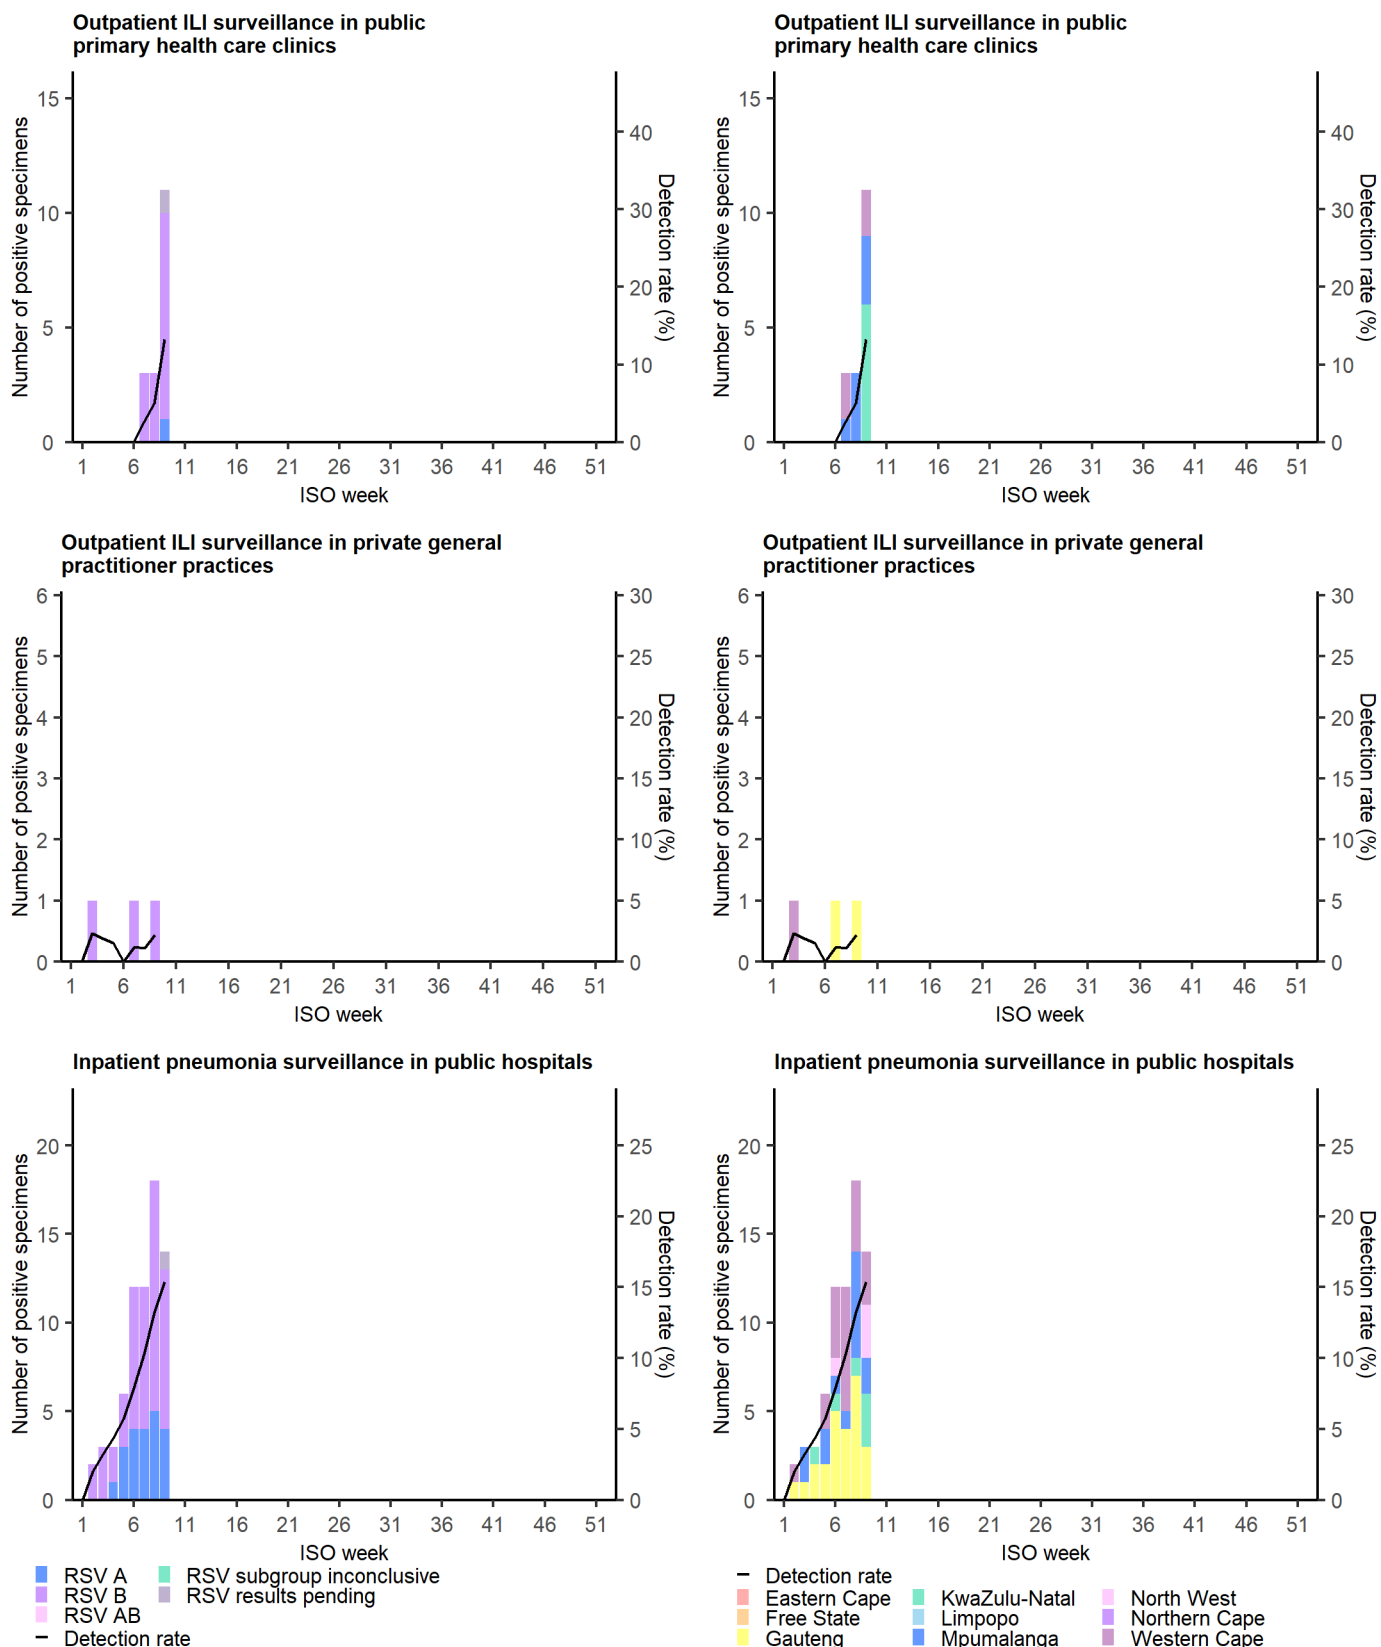 Outpatient ILI surveillance in public
primary health care clinics
Number of positive specimens
15
10
5
0
40
30
20
10
0
Detection rate (%)
1 6 11 16 21 26 31 36 41 46 51
ISO week
Outpatient ILI surveillance in public
primary health care clinics
Number of positive specimens
15
10
5
0
40
30
20
10
0
Detection rate (%)
1 6 11 16 21 26 31 36 41 46 51
ISO week
Outpatient ILI surveillance in private general
practitioner practices
Number of positive specimens
6
5
4
3
2
1
0
30
25
20
15
10
5
0
Detection rate (%)
1 6 11 16 21 26 31 36 41 46 51
ISO week
Outpatient ILI surveillance in private general
practitioner practices
Number of positive specimens
6
5
4
3
2
1
0
30
25
20
15
10
5
0
Detection rate (%)
1 6 11 16 21 26 31 36 41 46 51
ISO week
Inpatient pneumonia surveillance in public hospitals
Number of positive specimens
20
15
10
5
0
25
20
15
10
5
0
Detection rate (%)
1 6 11 16 21 26 31 36 41 46 51
ISO week
RSV A
RSV B
RSV AB
Detection rate
RSV subgroup inconclusive
RSV results pending
Inpatient pneumonia surveillance in public hospitals
Number of positive specimens
20
15
10
5
0
25
20
15
10
5
0
Detection rate (%)
1 6 11 16 21 26 31 36 41 46 51
ISO week
Detection rate
Eastern Cape
Free State
Gauteng
KwaZulu-Natal
Limpopo
Mpumalanga
North West
Northern Cape
Western Cape